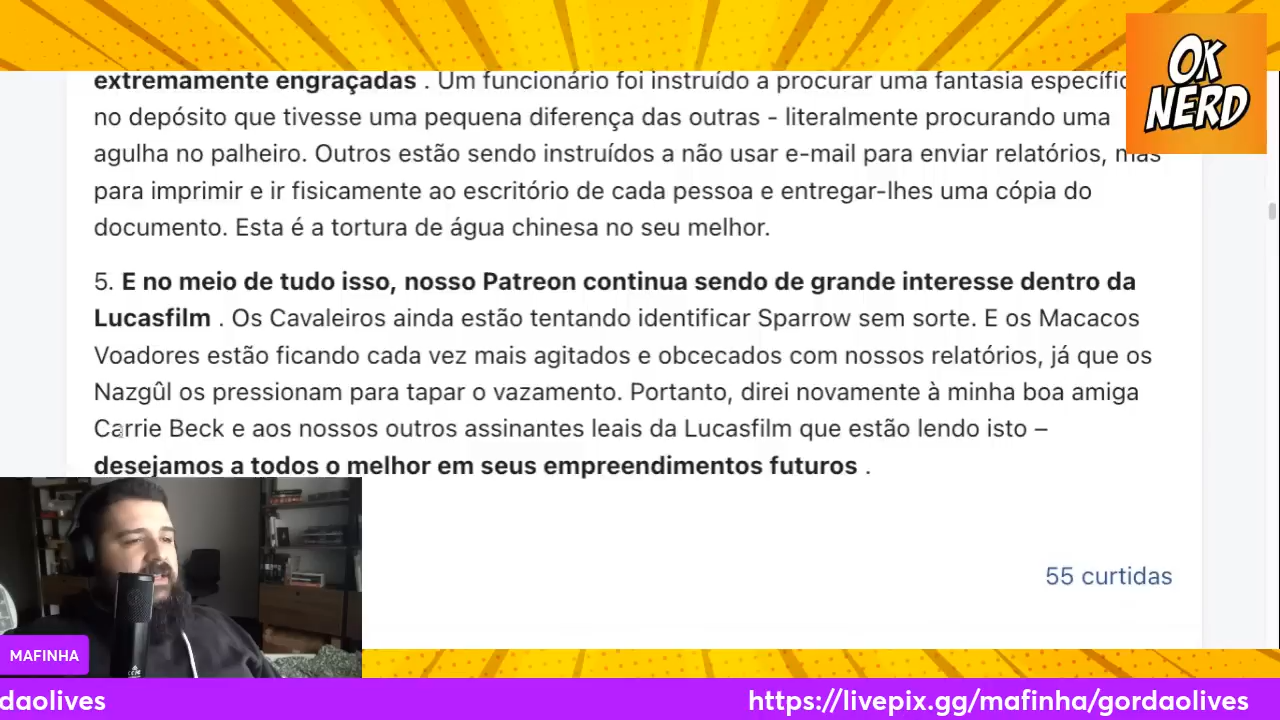 OK
NERD
extremamente engraçadas . Um funcionário foi instruído a procurar uma fantasia específic
no depósito que tivesse uma pequena diferença das outras - literalmente procurando uma
agulha no palheiro. Outros estão sendo instruídos a não usar e-mail para enviar relatórios, mas
para imprimir e ir fisicamente ao escritório de cada pessoa e entregar-lhes uma cópia do
documento. Esta é a tortura de água chinesa no seu melhor.
5. E no meio de tudo isso, nosso Patreon continua sendo de grande interesse dentro da
Lucasfilm . Os Cavaleiros ainda estão tentando identificar Sparrow sem sorte. E os Macacos
Voadores estão ficando cada vez mais agitados e obcecados com nossos relatórios, já que os
Nazgûl os pressionam para tapar o vazamento. Portanto, direi novamente à minha boa amiga
Carrie Beck e aos nossos outros assinantes leais da Lucasfilm que estão lendo isto –
desejamos a todos o melhor em seus empreendimentos futuros .
55 curtidas
MAFINHA
daolives
https://livepix.gg/mafinha/gordaolives